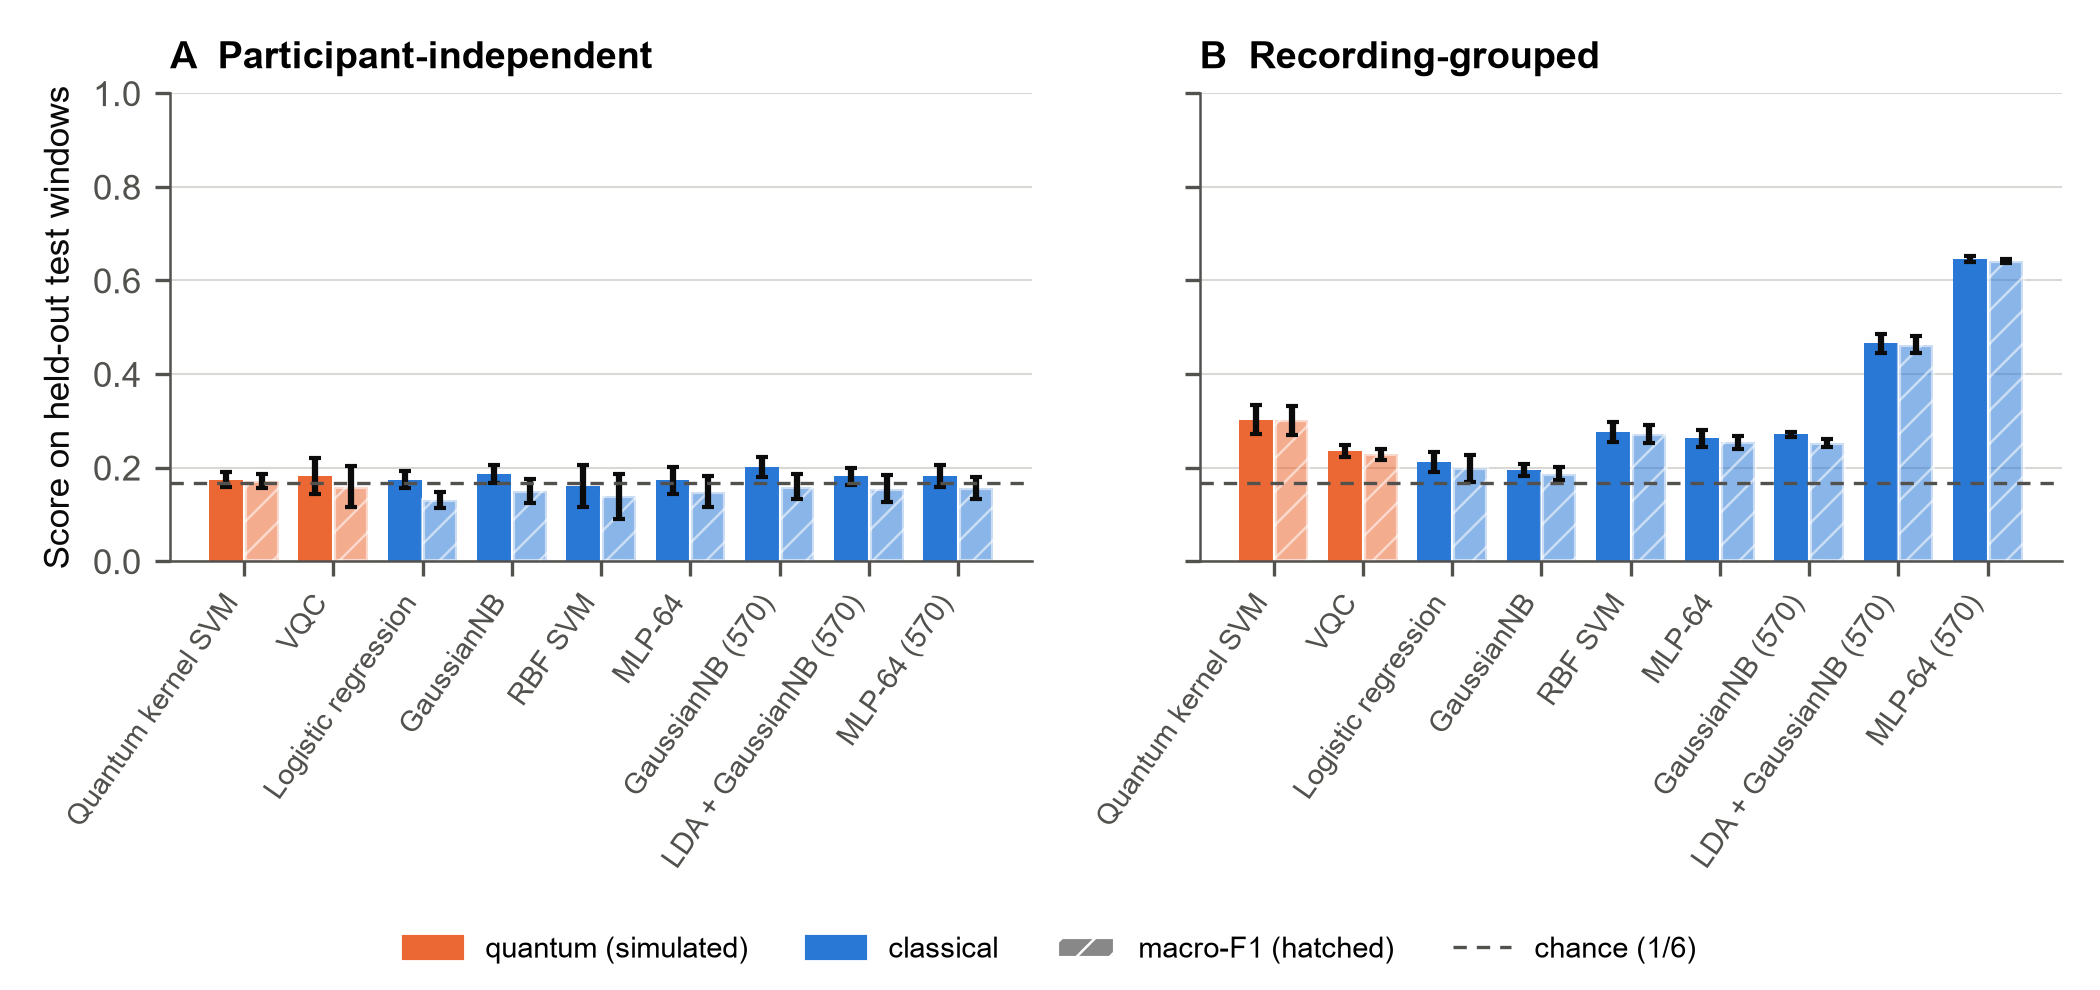 A Participant-independent
B Recording-grouped
Score on held-out test windows
1.0
0.8
0.6
0.4
0.2
0.0
Quantum kernel SVM
VQC
Logistic regression
GaussianNB
RBF SVM
MLP-64
GaussianNB (570)
LDA + GaussianNB (570)
MLP-64 (570)
Quantum kernel SVM
VQC
Logistic regression
GaussianNB
RBF SVM
MLP-64
GaussianNB (570)
LDA + GaussianNB (570)
MLP-64 (570)
quantum (simulated)
classical
macro-F1 (hatched)
chance (1/6)